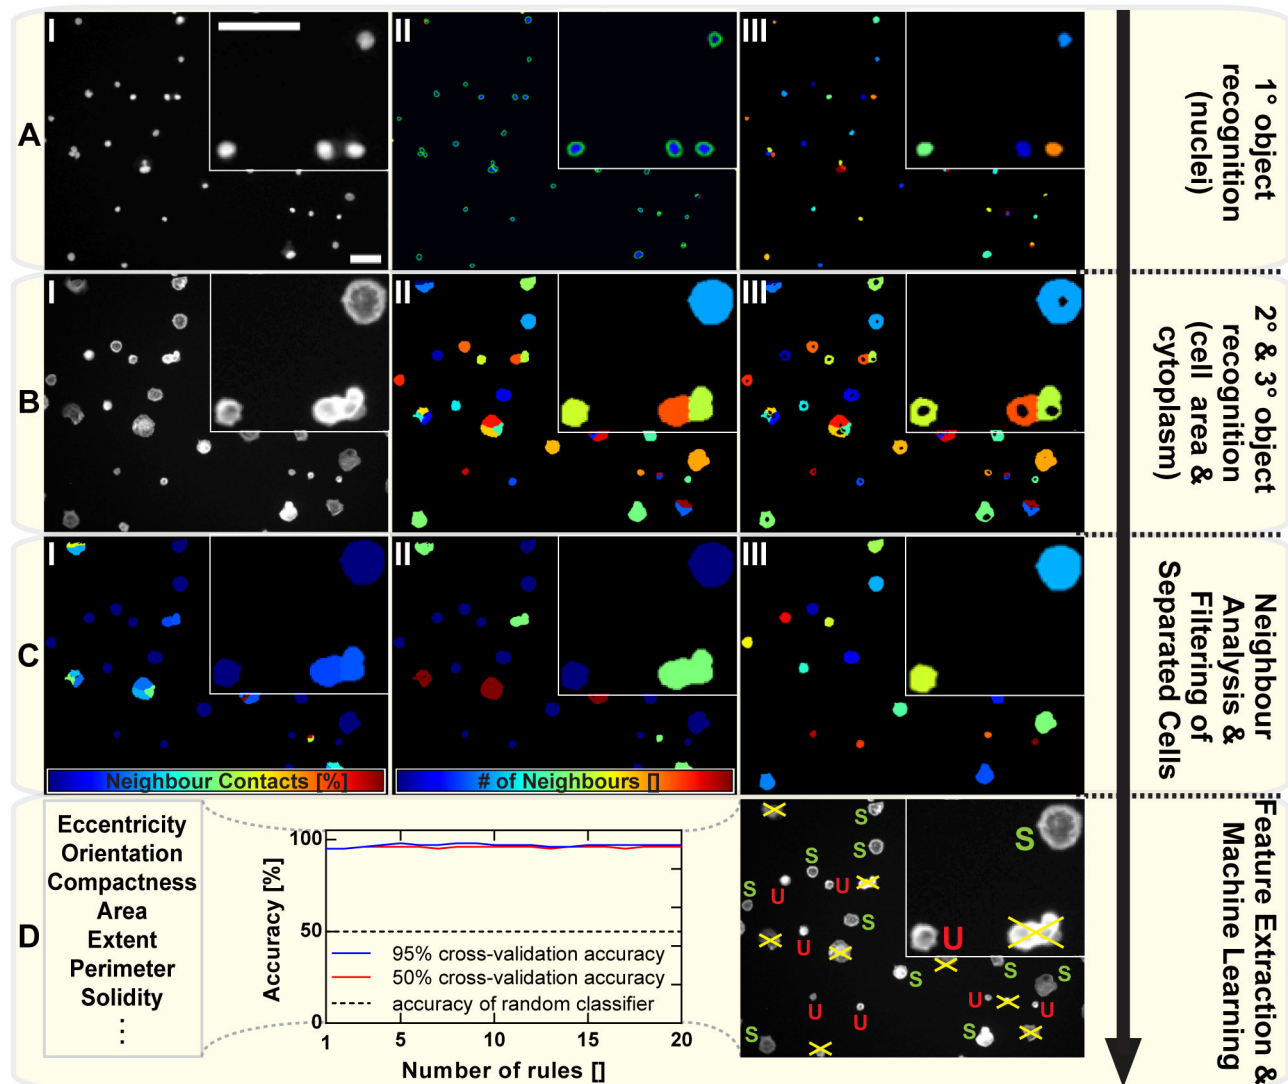 A
I
II
III
1° object
recognition
(nuclei)
B
I
II
III
2° & 3° object
recognition
(cell area &
cytoplasm)
C
I
II
III
Neighbour Contacts [%]
# of Neighbours []
Neighbour
Analysis &
Filtering of
Separated Cells
D
Eccentricity
Orientation
Compactness
Area
Extent
Perimeter
Solidity
⋮
Accuracy [%]
100
50
0
95% cross-validation accuracy
50% cross-validation accuracy
accuracy of random classifier
1 5 10 15 20
Number of rules []
S
S
S
S
S
U
U
U
S
S
U
U
S
S
S
S
U
U
U
U
S
S
Feature Extraction &
Machine Learning